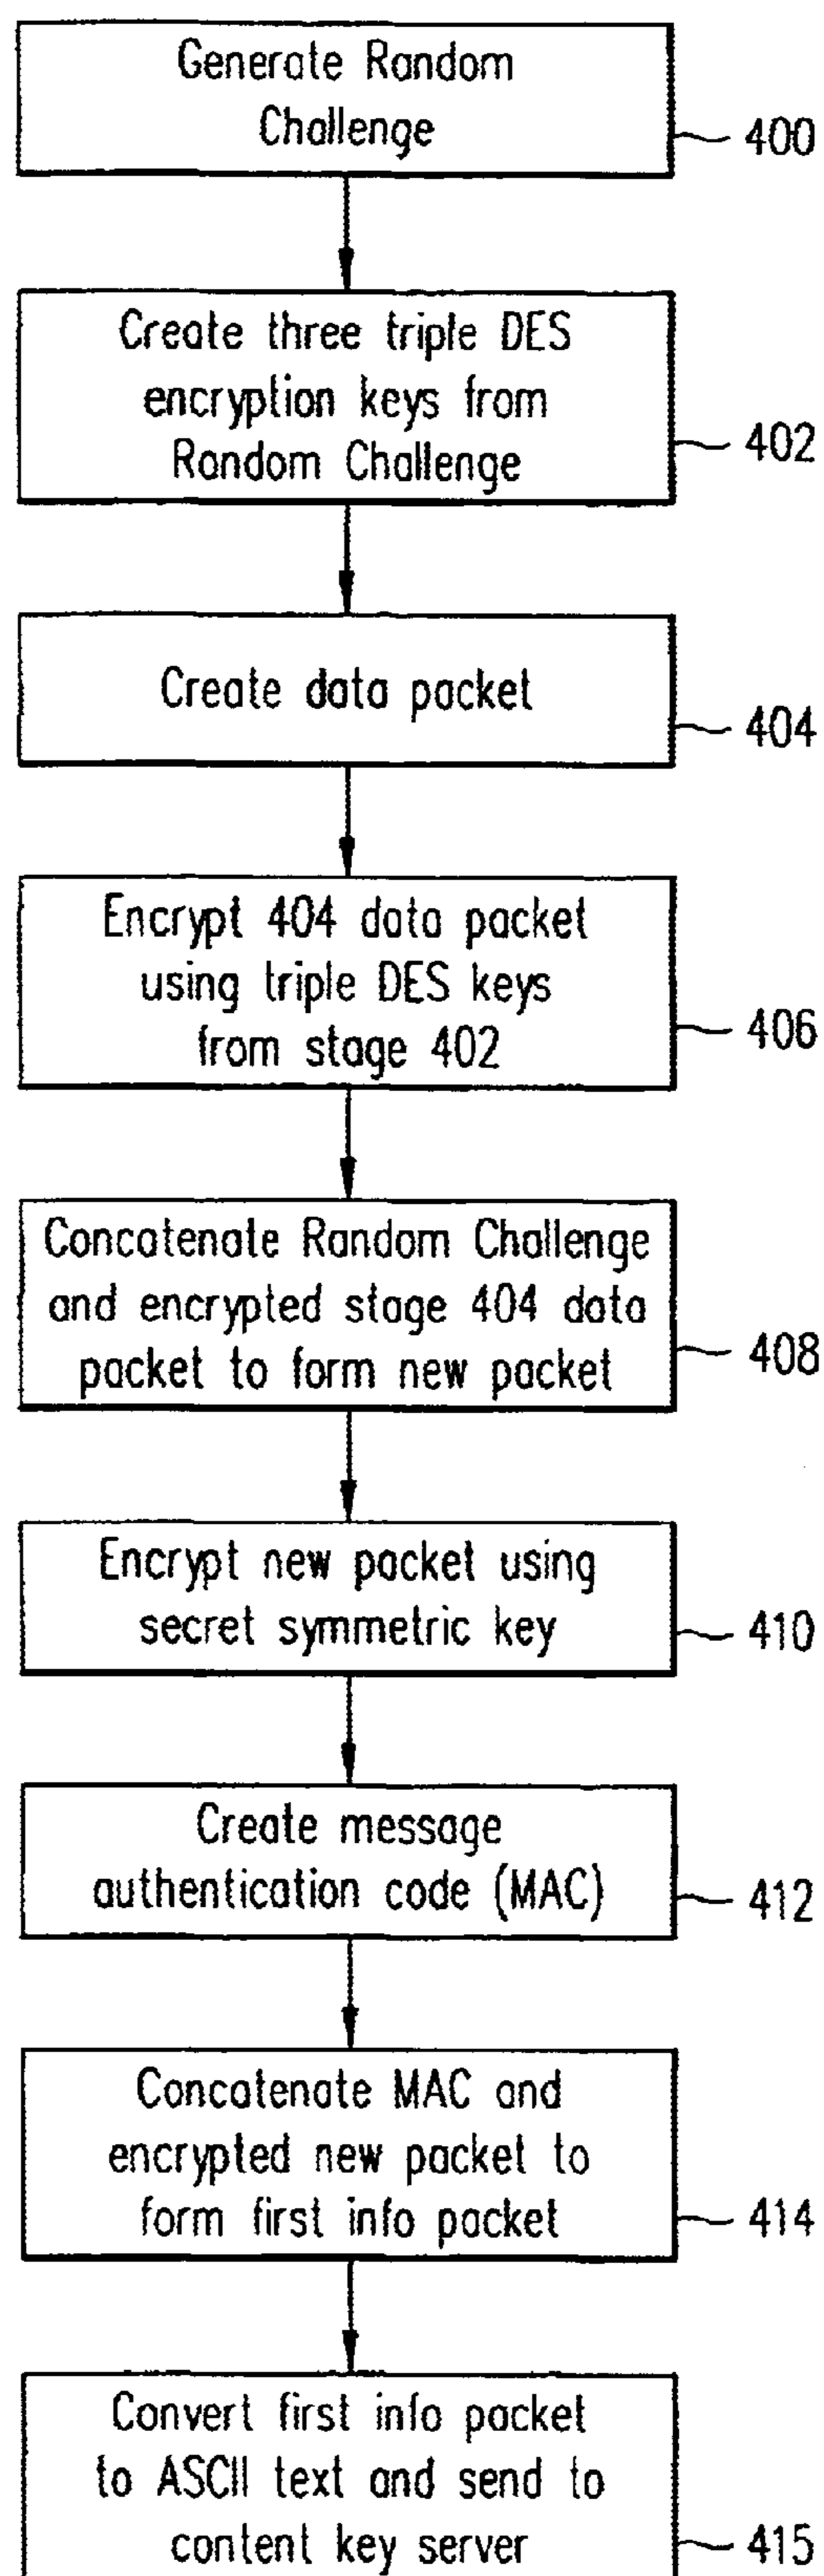 Generate Random
Challenge
400
Create three triple DES
encryption keys from
Random Challenge
402
Create data packet
404
Encrypt 404 data packet
using triple DES keys
from stage 402
406
Concatenate Random Challenge
and encrypted stage 404 data
packet to form new packet
408
Encrypt new packet using
secret symmetric key
410
Create message
authentication code (MAC)
412
Concatenate MAC and
encrypted new packet to
form first info packet
414
Convert first info packet
to ASCII text and send to
content key server
415